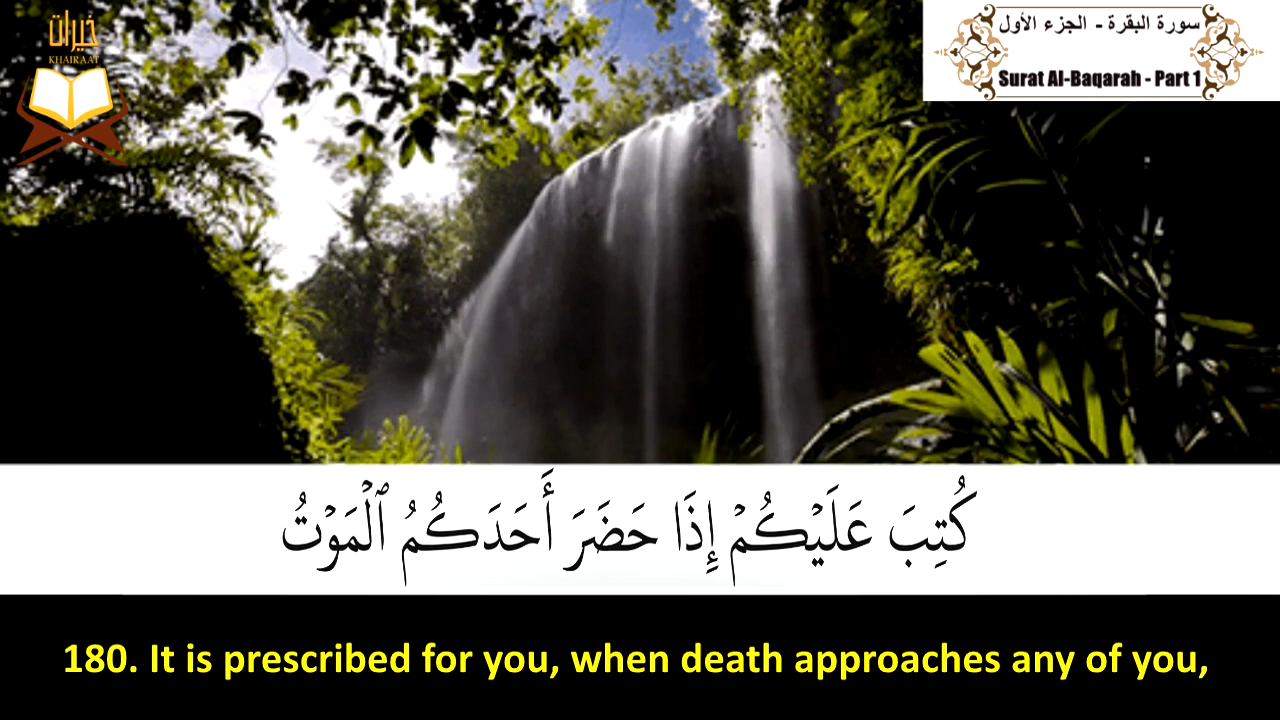 خيرات
KHAIRAAT
سورة البقرة - الجزء الأول
Surat Al-Baqarah - Part 1
كُتِبَ عَلَيْكُمْ إِذَا حَضَرَ أَحَدَكُمُ ٱلْمَوْتُ
180. It is prescribed for you, when death approaches any of you,